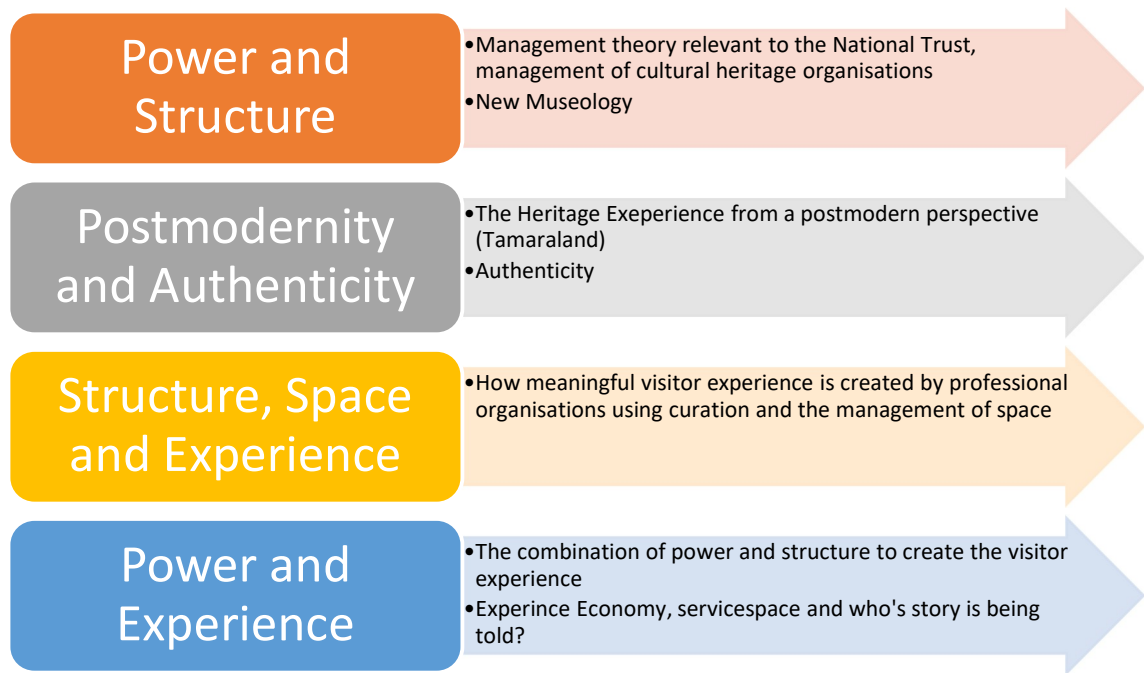 Power and
Structure
•Management theory relevant to the National Trust,
management of cultural heritage organisations
•New Museology
Postmodernity
and Authenticity
•The Heritage Exeperience from a postmodern perspective
(Tamaraland)
•Authenticity
Structure, Space
and Experience
•How meaningful visitor experience is created by professional
organisations using curation and the management of space
Power and
Experience
•The combination of power and structure to create the visitor
experience
•Experince Economy, servicespace and who's story is being
told?